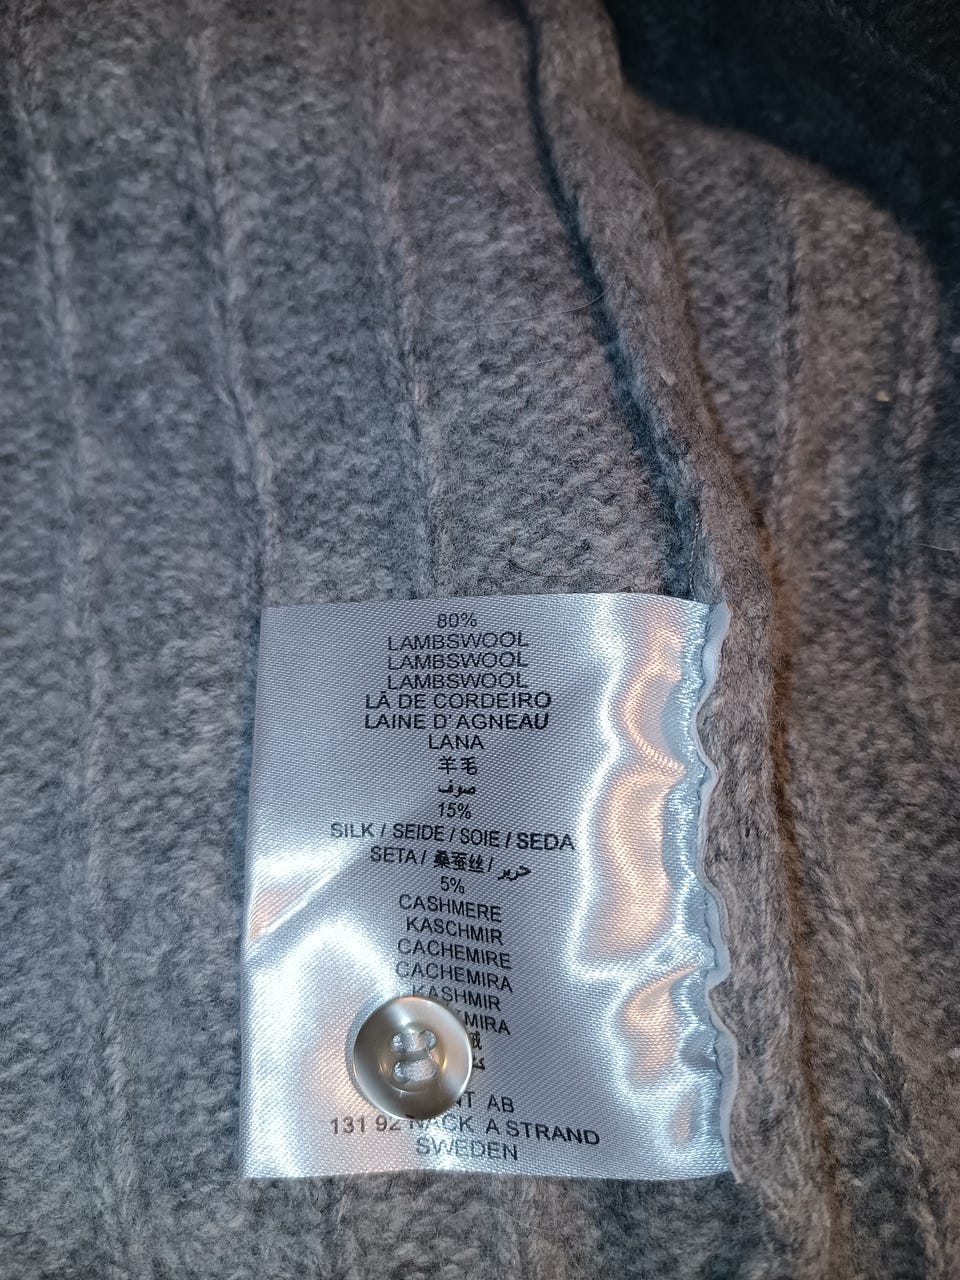 80%
LAMBSWOOL
LAMBSWOOL
LAMBSWOOL
LÃ DE CORDEIRO
LAINE D'AGNEAU
LANA
羊毛
صوف
15%
SILK / SEIDE / SOIE / SEDA
SETA / 桑蚕丝 / حرير
5%
CASHMERE
KASCHMIR
CACHEMIRE
CACHEMIRA
KASHMIR
AB
131 92 STRAND
SWEDEN